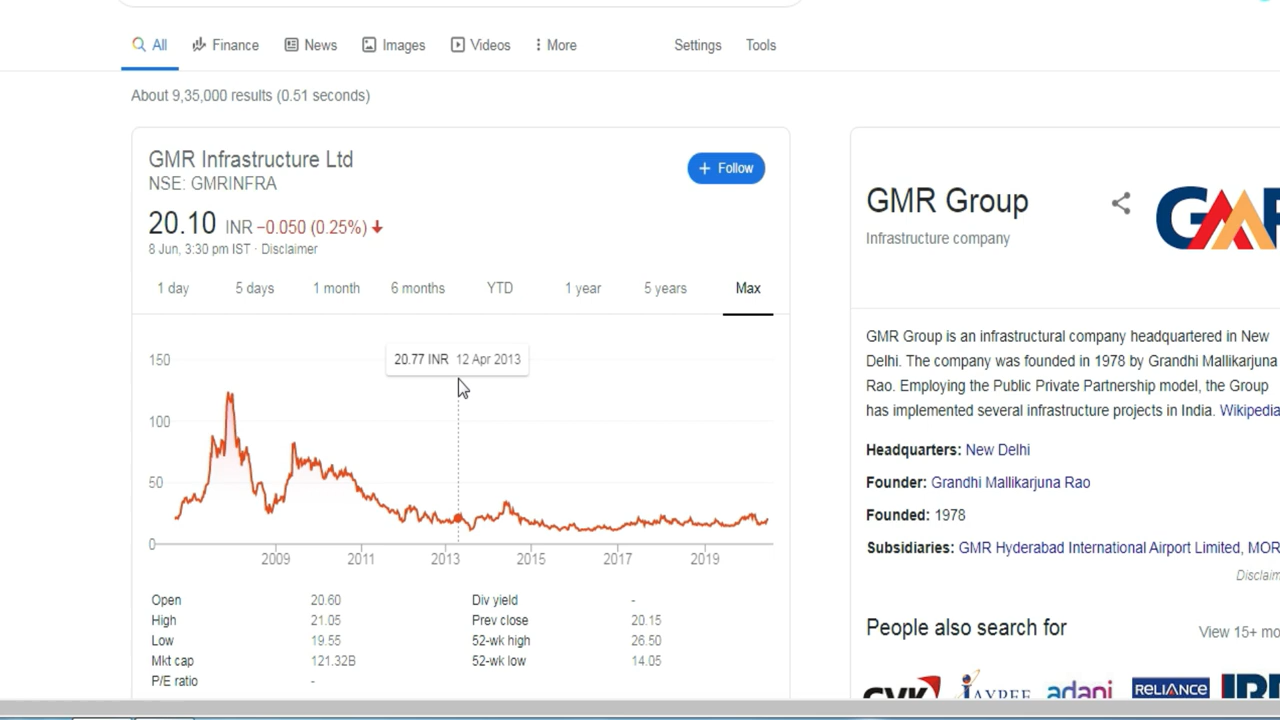 All Finance News Images Videos More Settings Tools
About 9,35,000 results (0.51 seconds)
GMR Infrastructure Ltd
NSE: GMRINFRA
+ Follow
20.10 INR −0.050 (0.25%)
8 Jun, 3:30 pm IST · Disclaimer
1 day 5 days 1 month 6 months YTD 1 year 5 years Max
20.77 INR 12 Apr 2013
150
100
50
0
2009 2011 2013 2015 2017 2019
Open 20.60 Div yield -
High 21.05 Prev close 20.15
Low 19.55 52-wk high 26.50
Mkt cap 121.32B 52-wk low 14.05
P/E ratio -
GMR Group
Infrastructure company
GMR Group is an infrastructural company headquartered in New
Delhi. The company was founded in 1978 by Grandhi Mallikarjuna
Rao. Employing the Public Private Partnership model, the Group
has implemented several infrastructure projects in India. Wikipedia
Headquarters: New Delhi
Founder: Grandhi Mallikarjuna Rao
Founded: 1978
Subsidiaries: GMR Hyderabad International Airport Limited, MOR
Disclaim
People also search for
View 15+ mo
GVK JAYPEE adani RELIANCE